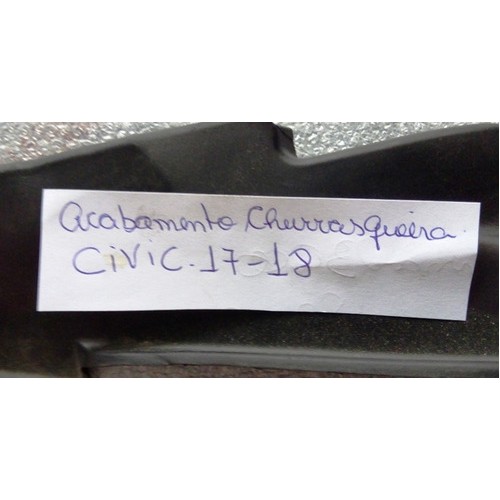 Acabamento Churrasqueira.
CiViC. 17-18